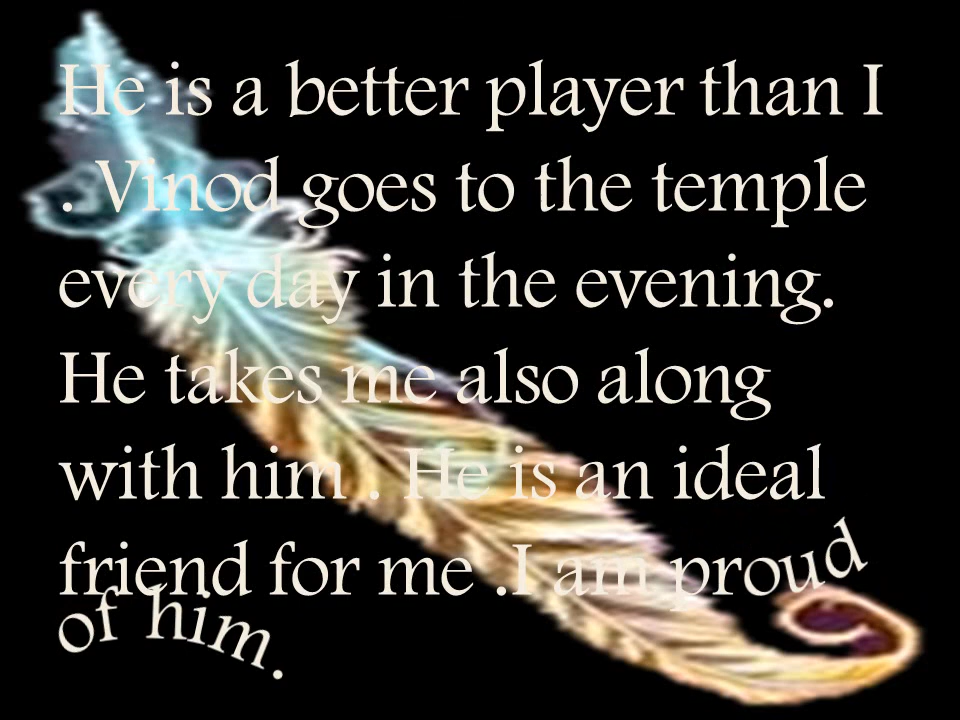 He is a better player than I
. Vinod goes to the temple
every day in the evening.
He takes me also along
with him . He is an ideal
friend for me .I am proud
of him.